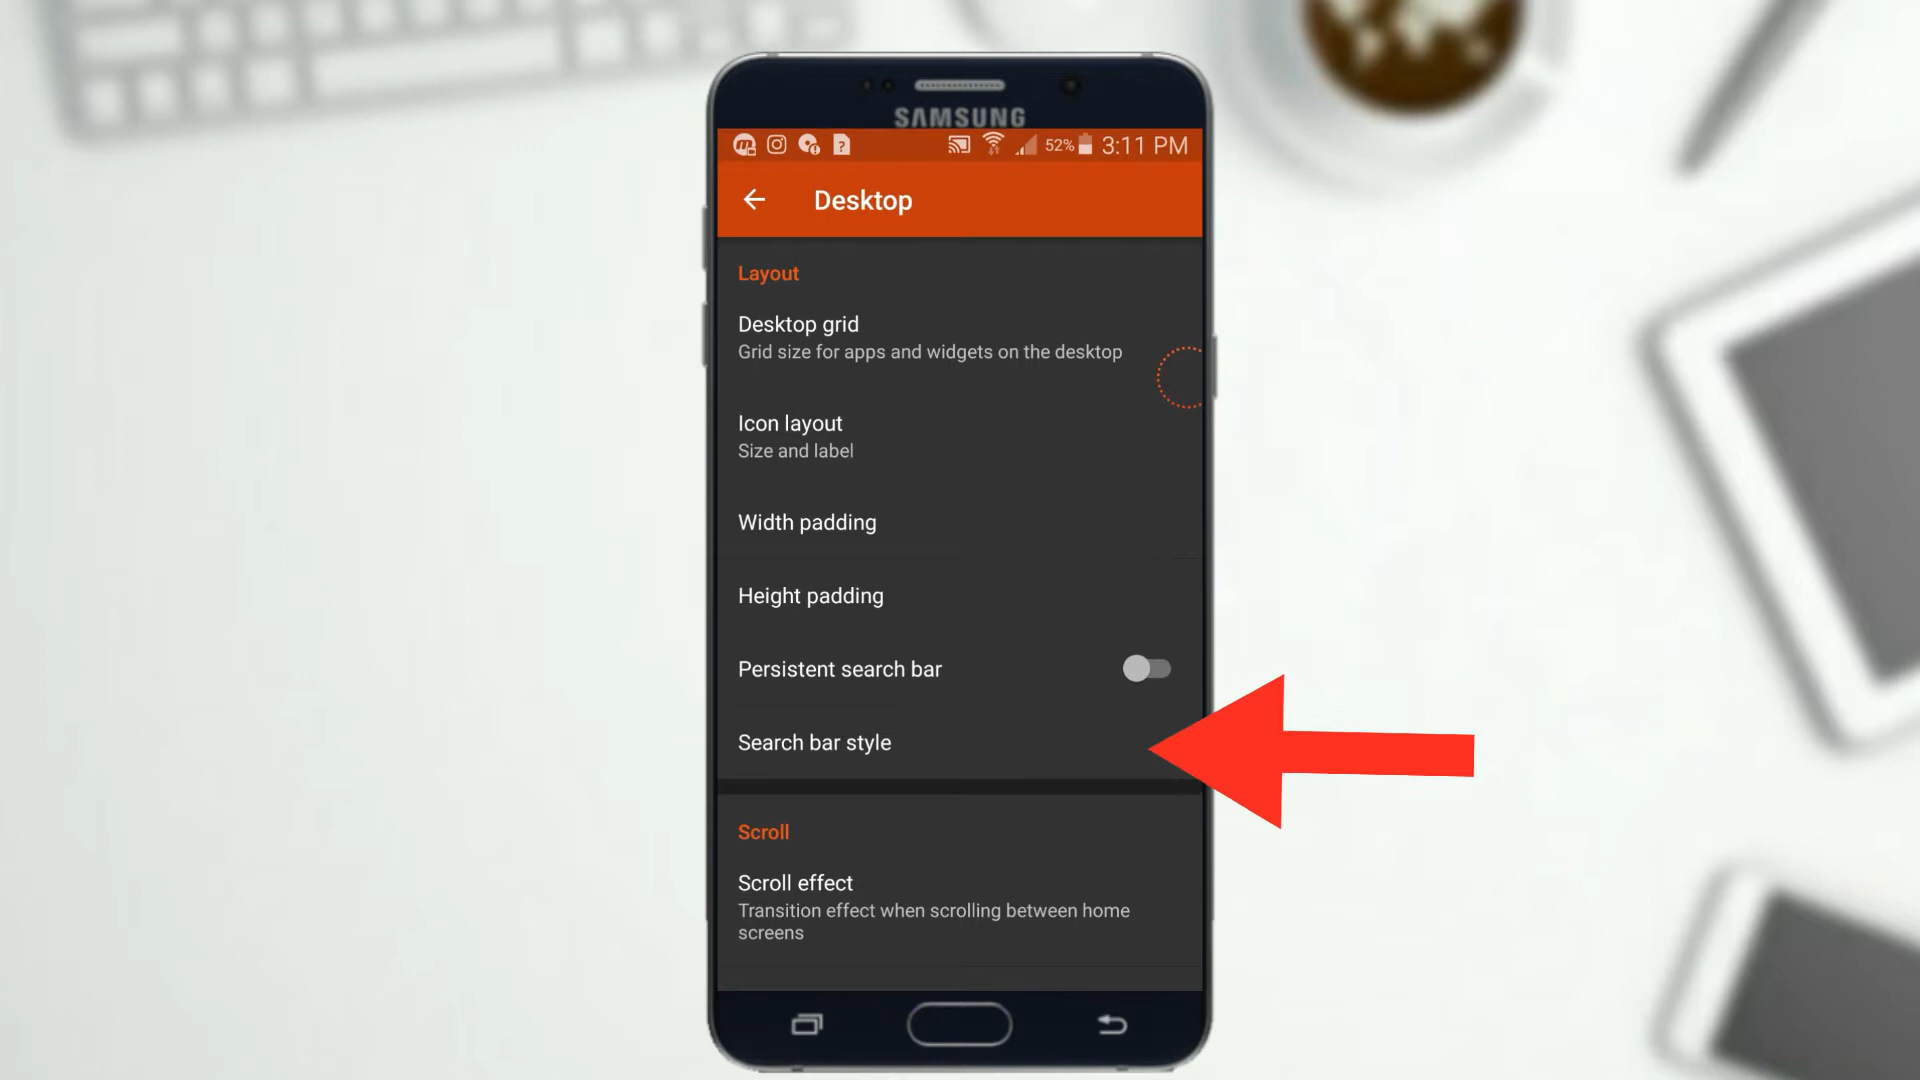 SAMSUNG
52% 3:11 PM
Desktop
Layout
Desktop grid
Grid size for apps and widgets on the desktop
Icon layout
Size and label
Width padding
Height padding
Persistent search bar
Search bar style
Scroll
Scroll effect
Transition effect when scrolling between home
screens